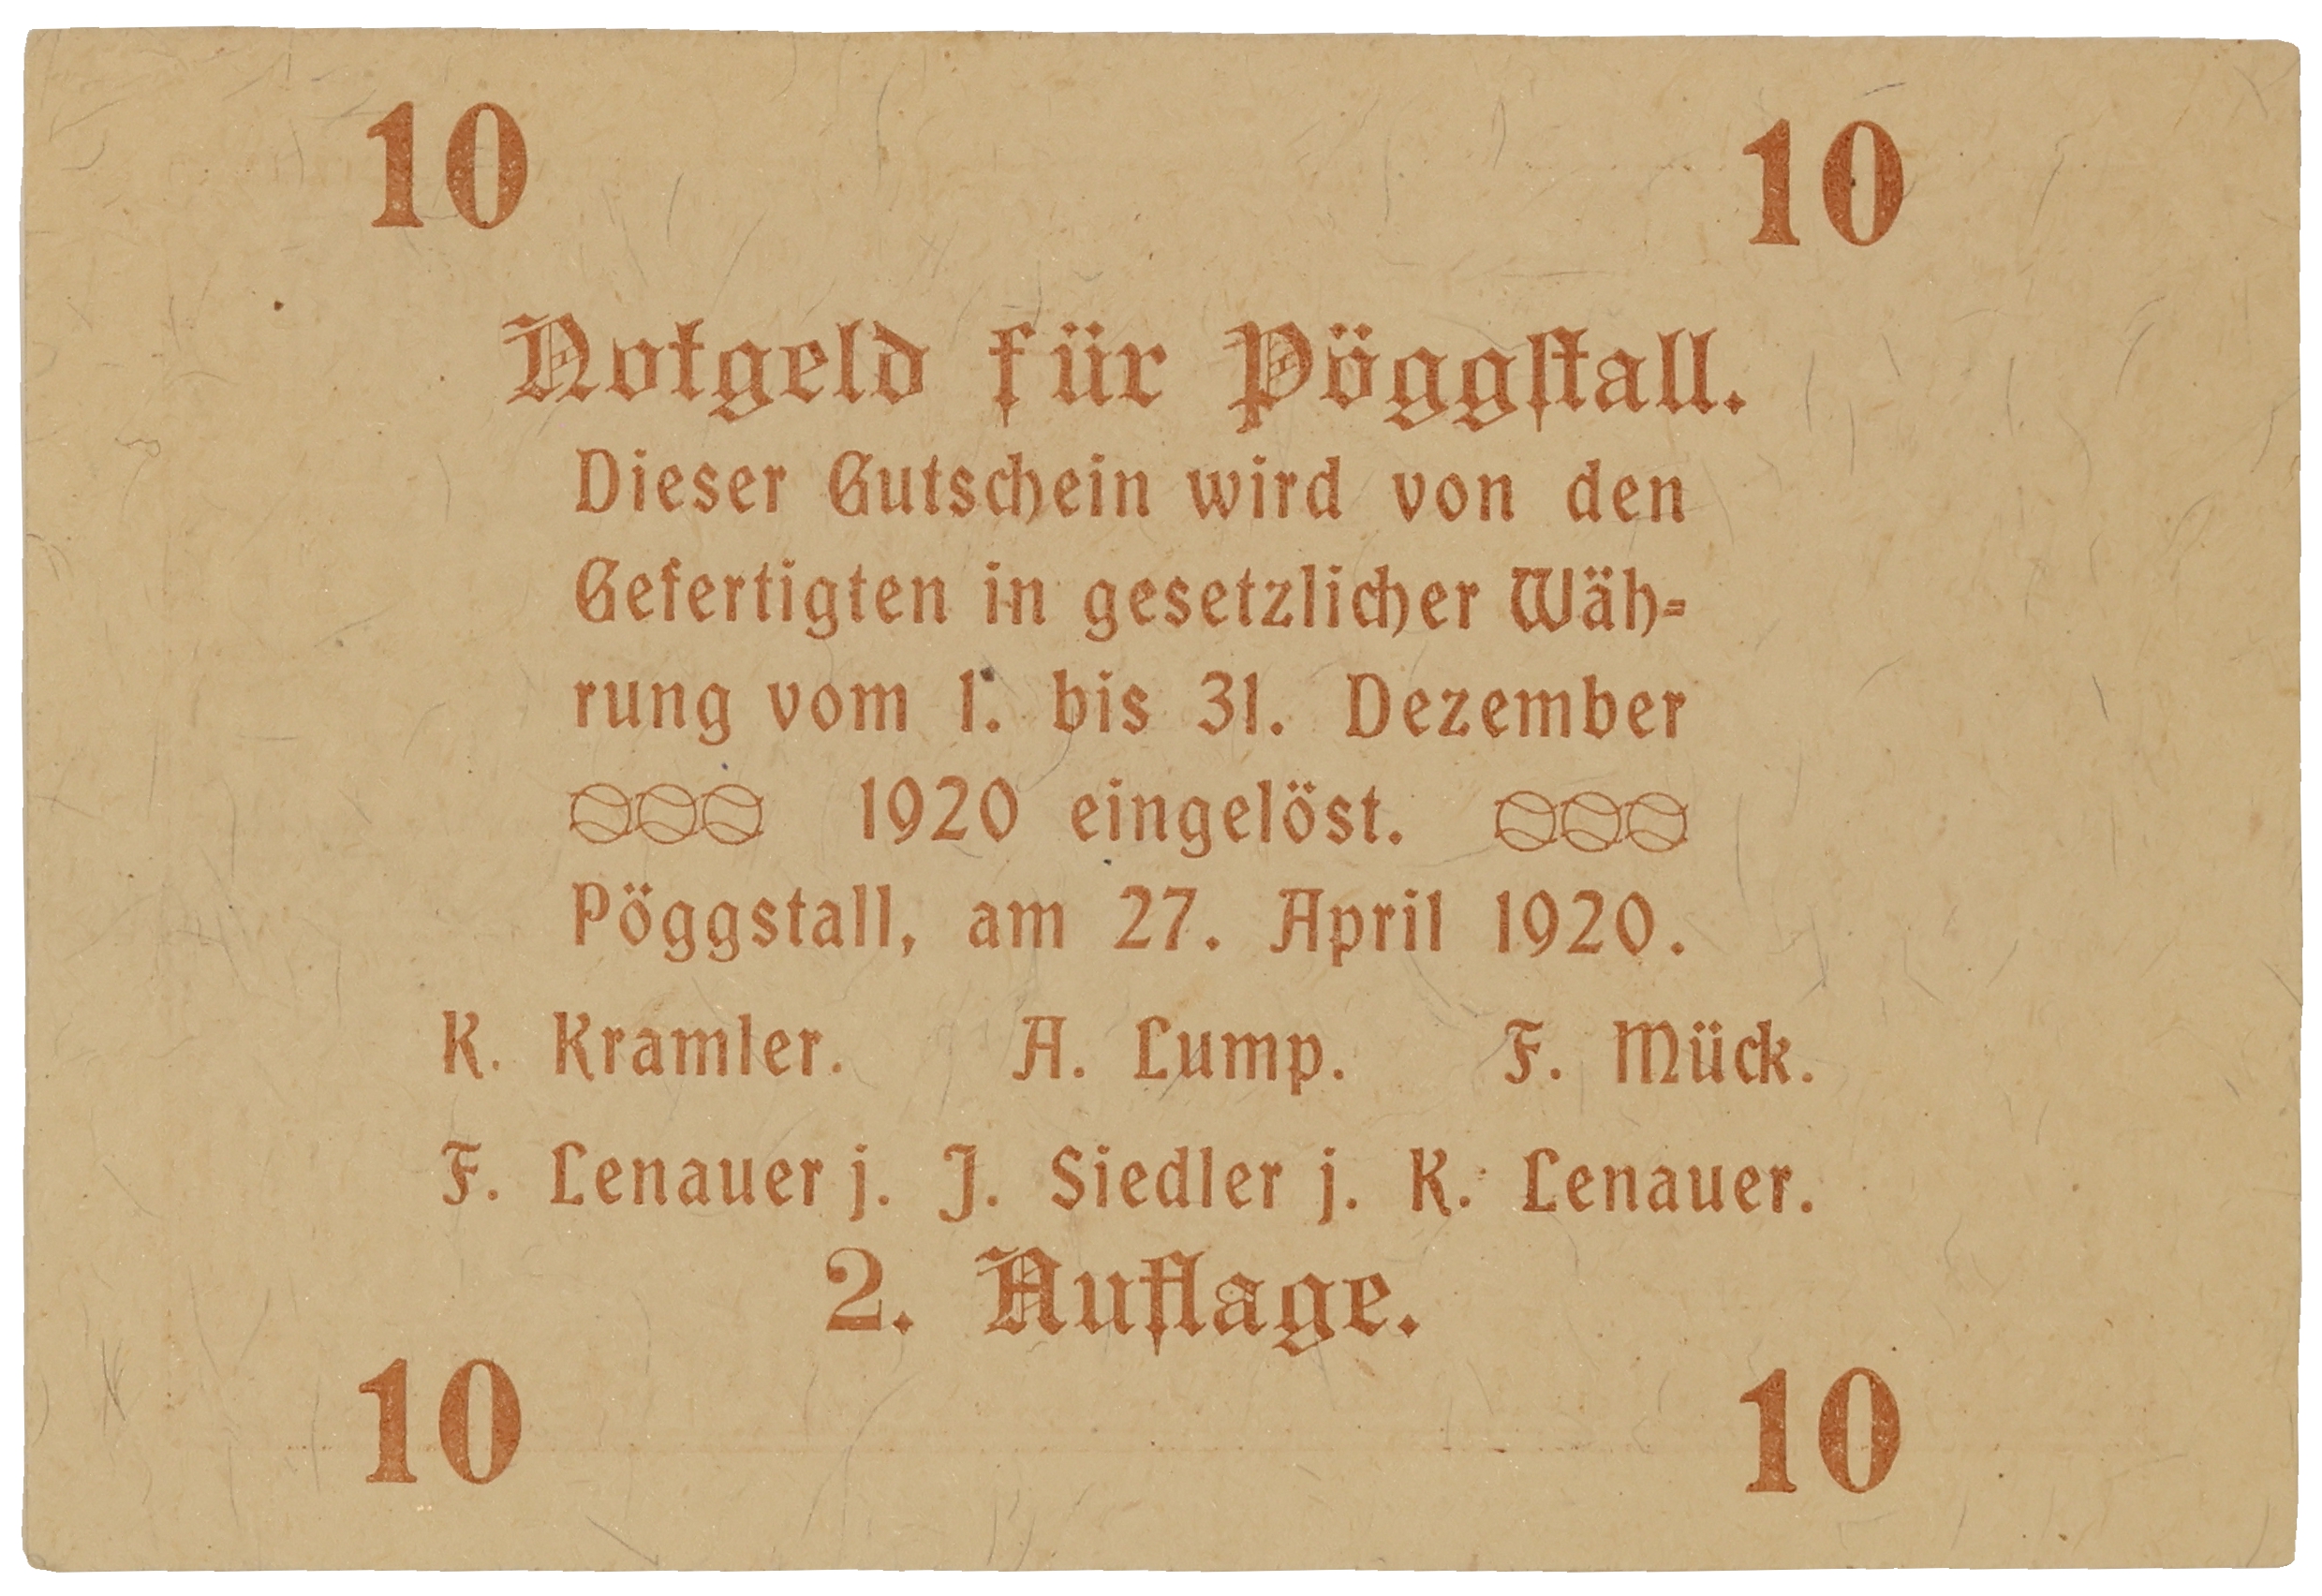 10 10
Notgeld für Pöggstall.
Dieser Gutschein wird von den
Gefertigten in gesetzlicher Wäh=
rung vom 1. bis 31. Dezember
1920 eingelöst.
Pöggstall, am 27. April 1920.
K. Kramler. A. Lump. F. Mück.
F. Lenauer j. J. Siedler j. K. Lenauer.
2. Auflage.
10 10